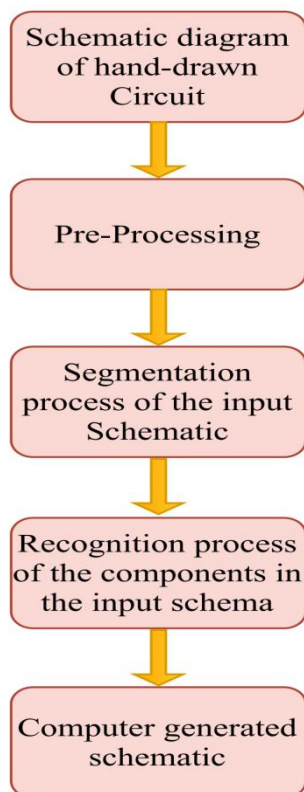 Schematic diagram
of hand-drawn
Circuit
Pre-Processing
Segmentation
process of the input
Schematic
Recognition process
of the components in
the input schema
Computer generated
schematic